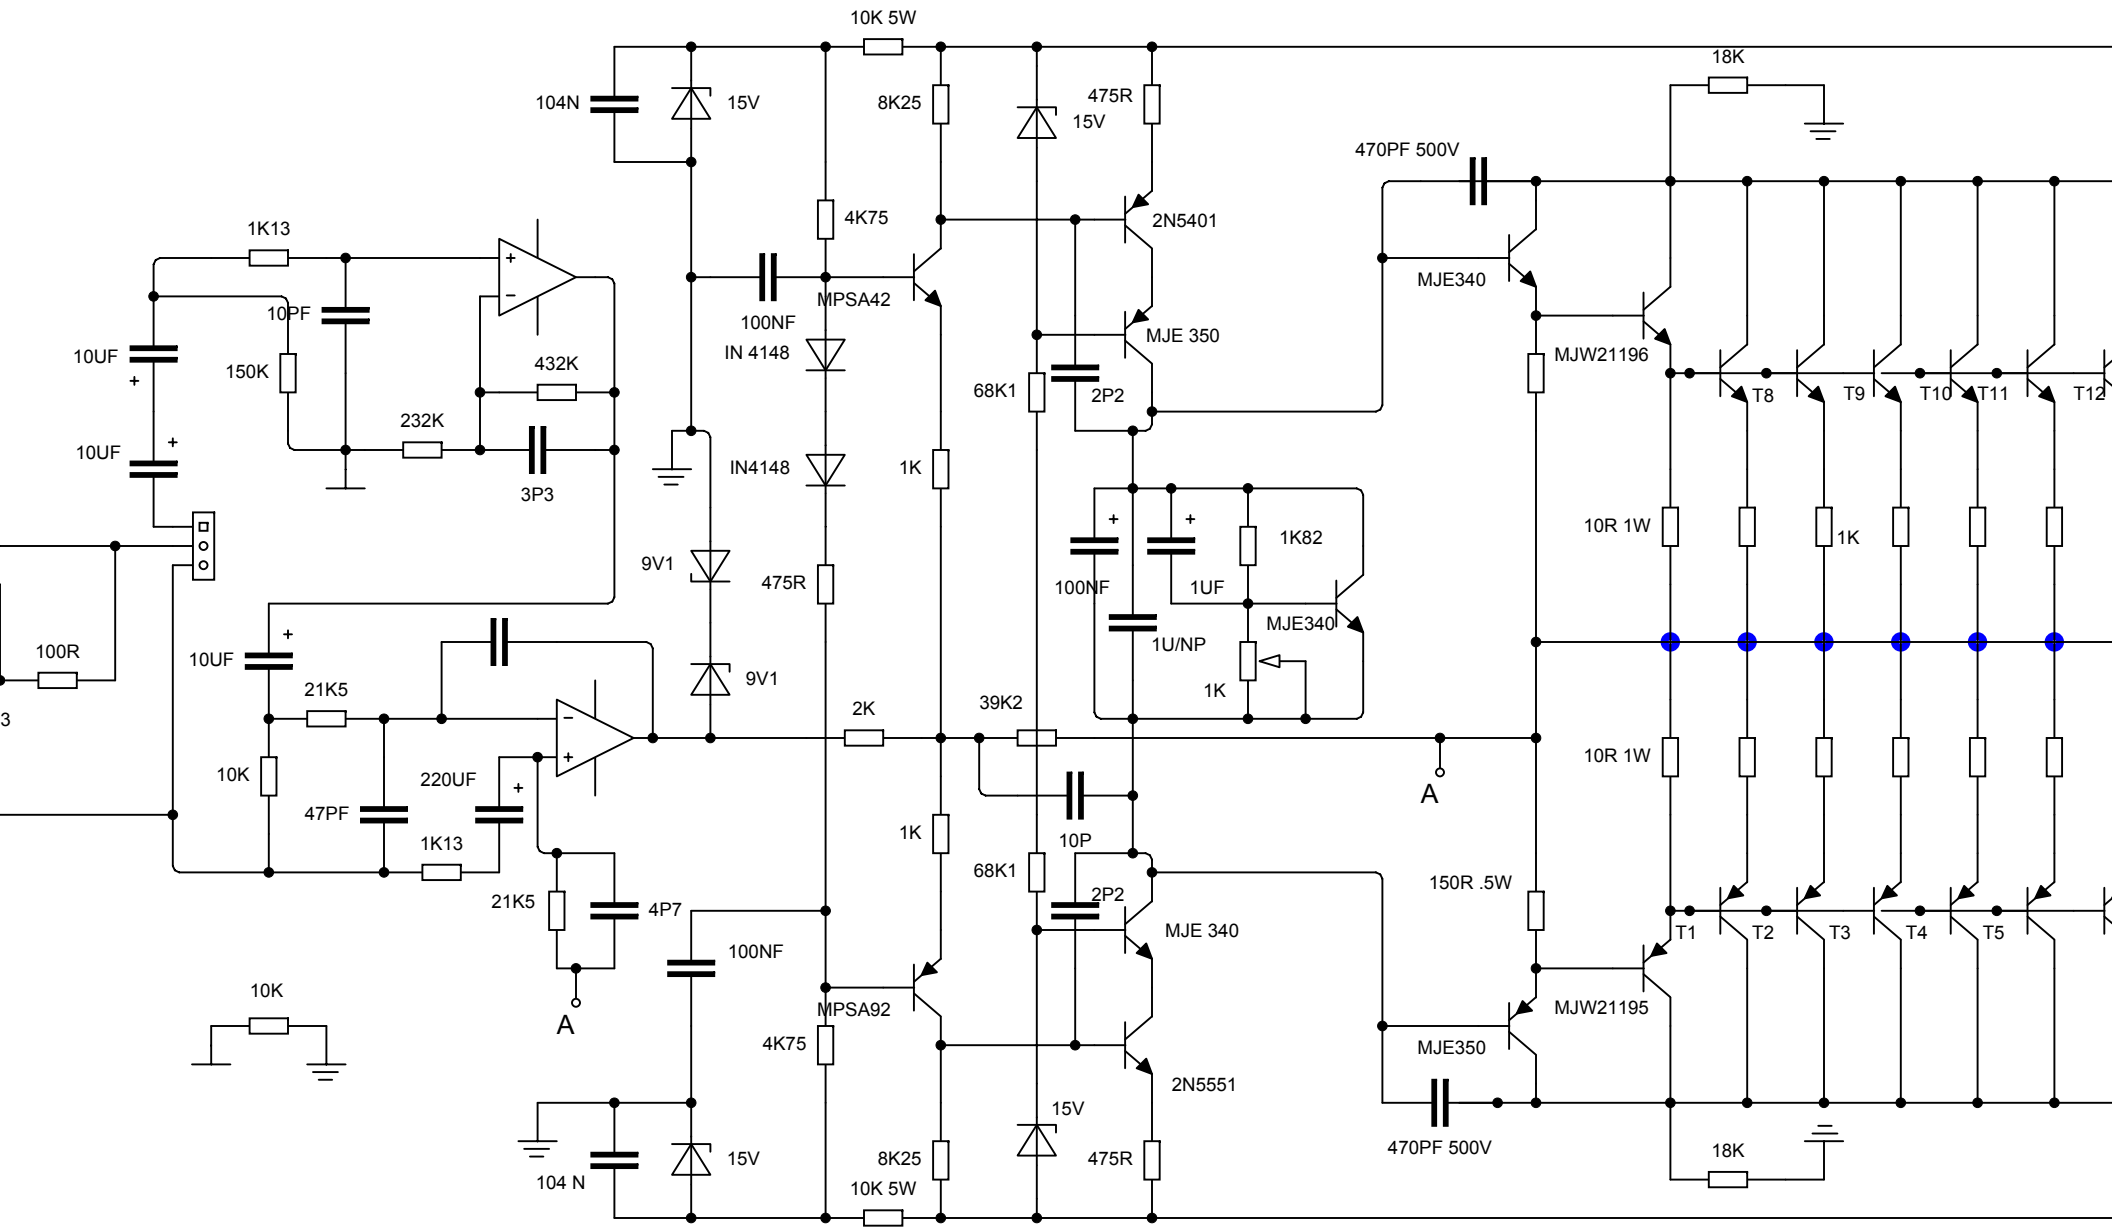 10K 5W
18K
104N
15V
8K25
475R
15V
470PF 500V
1K13
4K75
2N5401
+
−
MPSA42
MJE340
10PF
100NF
MJE 350
10UF
+
150K
432K
IN 4148
MJW21196
68K1
2P2
T8
T9
T10
T11
T12
232K
10UF
+
3P3
IN4148
1K
+
+
10R 1W
1K
1K82
9V1
475R
100NF
1UF
MJE340
1U/NP
+
10UF
100R
21K5
9V1
1K
3
2K
39K2
−
+
10K
220UF
+
10R 1W
A
47PF
1K13
1K
10P
68K1
150R .5W
21K5
4P7
2P2
T1
T2
T3
T4
T5
MJE 340
100NF
10K
MPSA92
MJW21195
A
4K75
MJE350
2N5551
15V
470PF 500V
104 N
15V
8K25
475R
18K
10K 5W